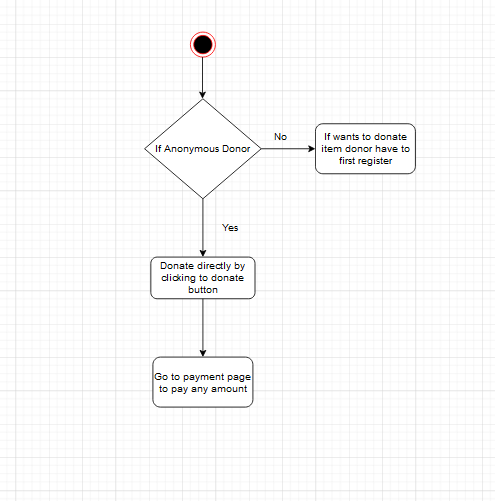 No
If wants to donate
item donor have to
first register
If Anonymous Donor
Yes
Donate directly by
clicking to donate
button
Go to payment page
to pay any amount